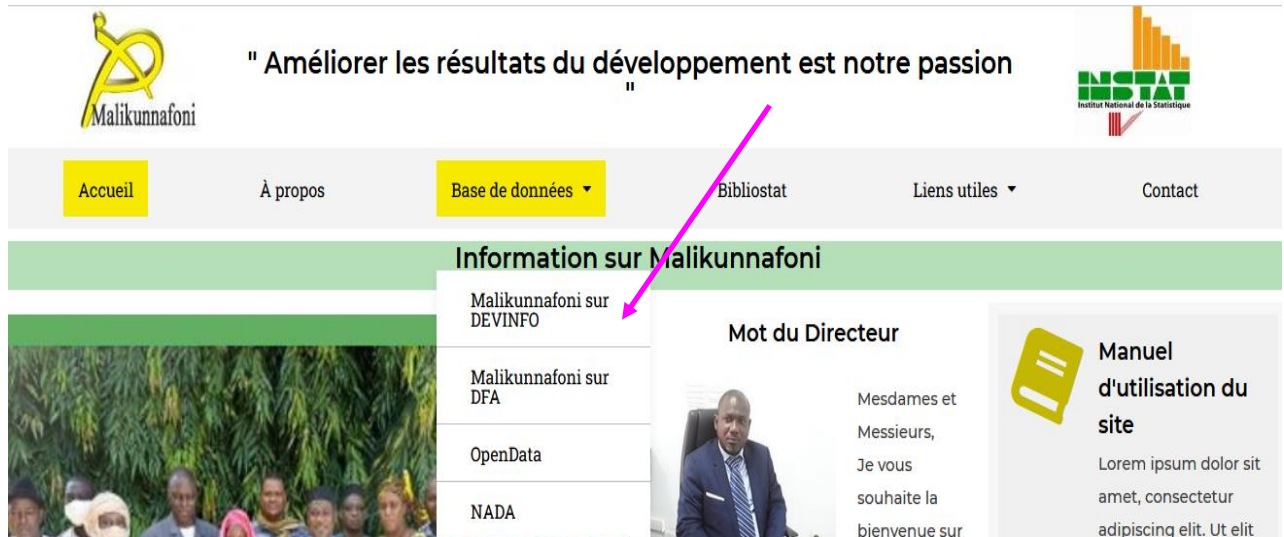 Malikunnafoni
" Améliorer les résultats du développement est notre passion
"
INSTAT
Institut National de la Statistique
Accueil
À propos
Base de données
Bibliostat
Liens utiles
Contact
Information sur Malikunnafoni
Malikunnafoni sur
DEVINFO
Malikunnafoni sur
DFA
OpenData
NADA
Mot du Directeur
Mesdames et
Messieurs,
Je vous
souhaite la
bienvenue sur
Manuel
d'utilisation du
site
Lorem ipsum dolor sit
amet, consectetur
adipiscing elit. Ut elit